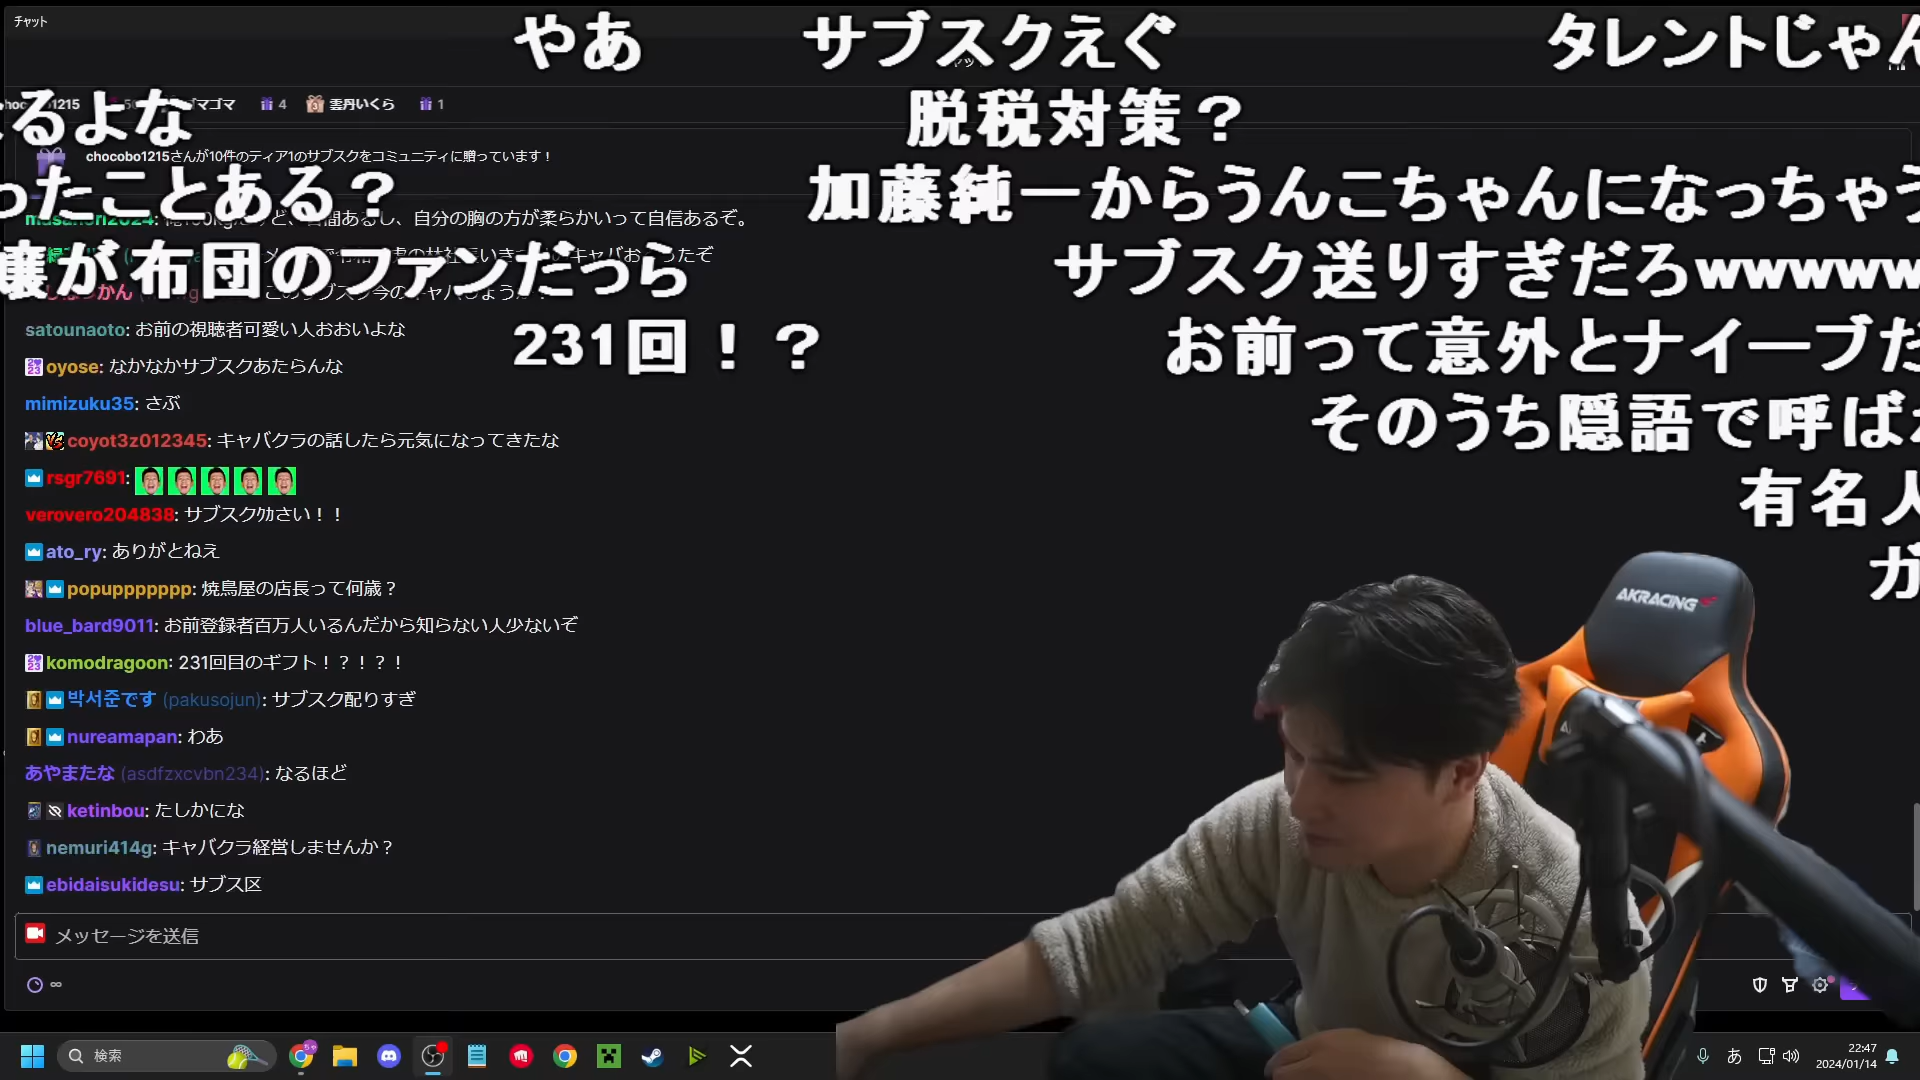 チャット
やあ
サブスクえぐ
タレントじゃん
1215
マゴマ
4
雲丹いくら
1
るよな
脱税対策？
chocobo1215さんが10件のティア1のサブスクをコミュニティに贈っています！
ったことある？
加藤純一からうんこちゃんになっちゃう
自分の胸の方が柔らかいって自信あるぞ。
嬢が布団のファンだっら
サブスク送りすぎだろwwwww
satounaoto: お前の視聴者可愛い人おおいよな
231回！？
お前って意外とナイーブだ
oyose: なかなかサブスクあたらんな
mimizuku35: さぶ
そのうち隠語で呼ば
coyot3z012345: キャバクラの話したら元気になってきたな
rsgr7691:
有名人
verovero204838: サブスクｸﾀﾞさい！！
ato_ry: ありがとねえ
ガ
popuppppppp: 焼鳥屋の店長って何歳？
AKRACING
blue_bard9011: お前登録者百万人いるんだから知らない人少ないぞ
komodragoon: 231回目のギフト！？！？！
박서준です (pakusojun): サブスク配りすぎ
nureamapan: わあ
あやまたな (asdfzxcvbn234): なるほど
ketinbou: たしかにな
nemuri414g: キャバクラ経営しませんか？
ebidaisukidesu: サブス区
メッセージを送信
検索
あ
22:47
2024/01/14